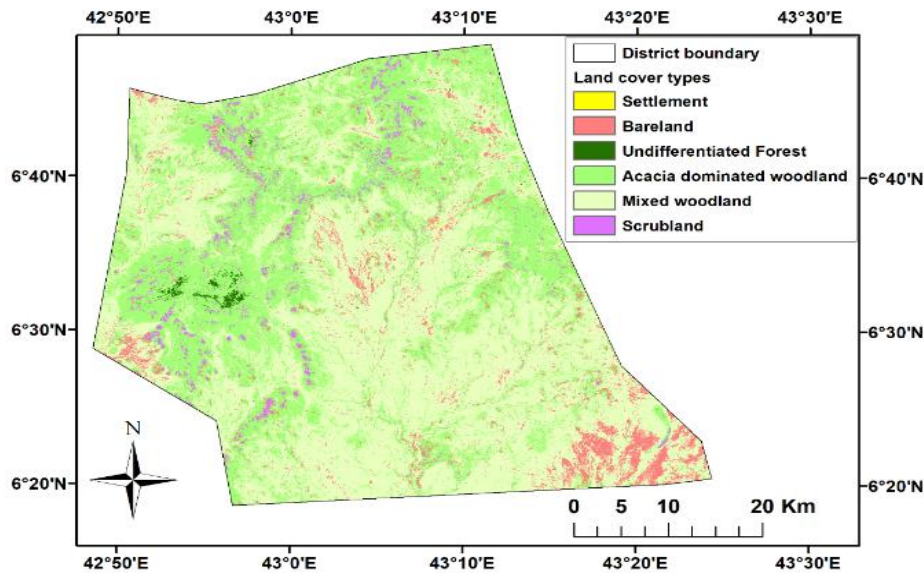 42°50'E 43°0'E 43°10'E 43°20'E 43°30'E
District boundary
Land cover types
Settlement
Bareland
Undifferentiated Forest
Acacia dominated woodland
Mixed woodland
Scrubland
6°40'N 6°40'N
6°30'N 6°30'N
6°20'N 6°20'N
N
0 5 10 20 Km
42°50'E 43°0'E 43°10'E 43°20'E 43°30'E